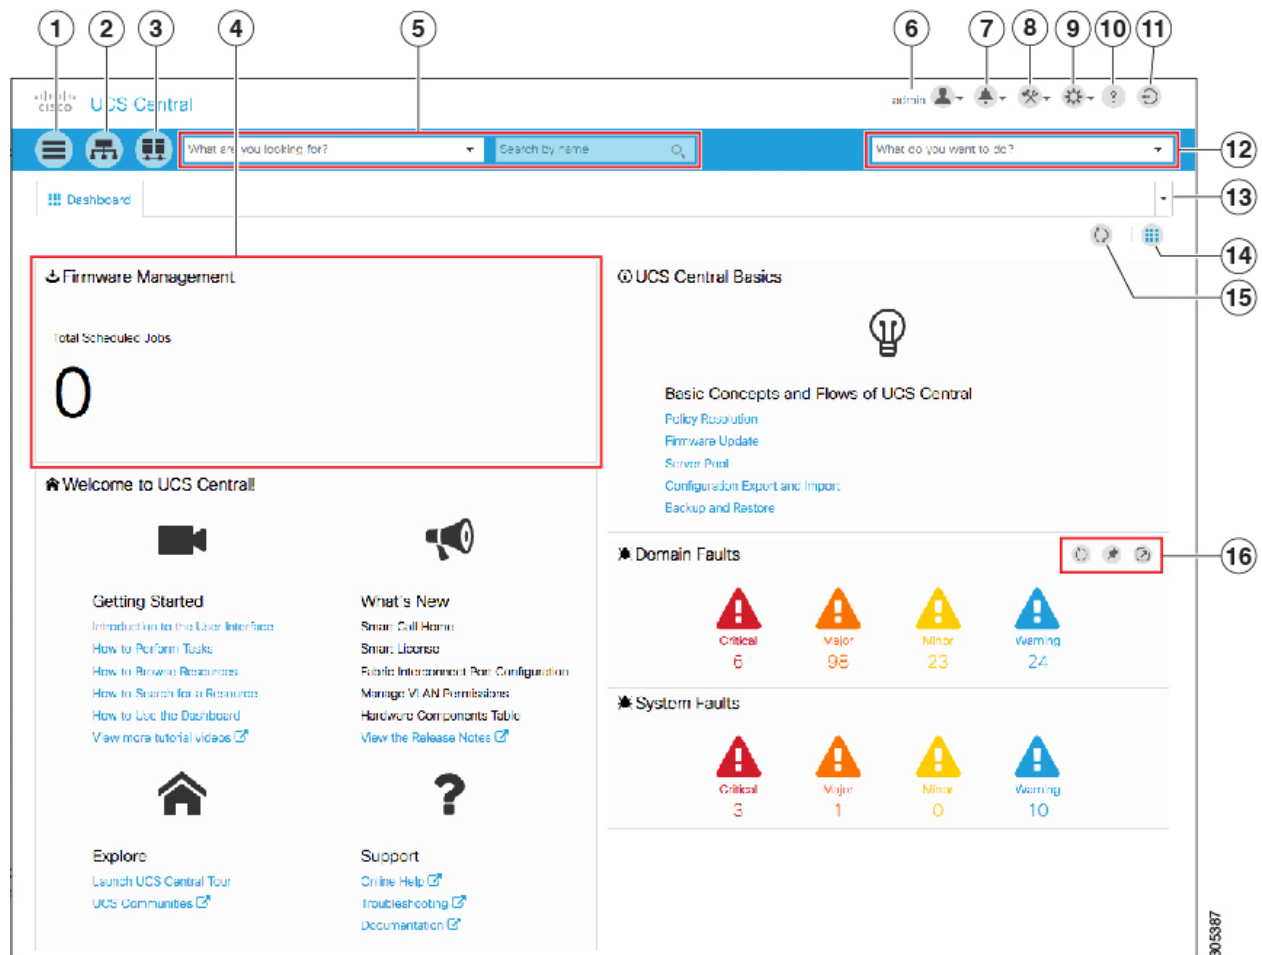 1 2 3 4 5 6 7 8 9 10 11
CISCO UCS Central
admin ?
What are you looking for? Search by name What do you want to do? 12
Dashboard 13
14
15
Firmware Management
Total Scheduled Jobs
0
UCS Central Basics
Basic Concepts and Flows of UCS Central
Policy Resolution
Firmware Update
Server Pool
Configuration Export and Import
Backup and Restore
Welcome to UCS Central!
Getting Started
Introduction to the User Interface
How to Perform Tasks
How to Browse Resources
How to Search for a Resource
How to Use the Dashboard
View more tutorial videos
What's New
Smart Call Home
Smart License
Fabric Interconnect Port Configuration
Manage VLAN Permissions
Hardware Components Table
View the Release Notes
Domain Faults 16
Critical Major Minor Warning
6 98 23 24
System Faults
Critical Major Minor Warning
3 1 0 10
Explore
Launch UCS Central Tour
UCS Communities
?
Support
Online Help
Troubleshooting
Documentation
305387